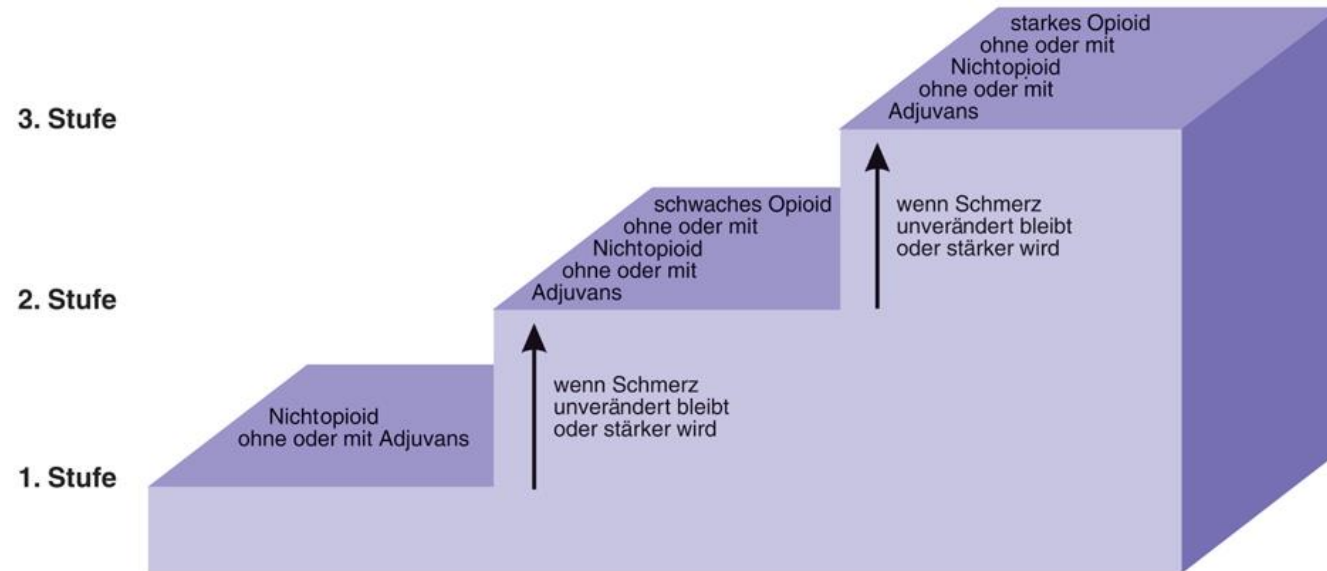 3. Stufe
starkes Opioid
ohne oder mit
Nichtopioid
ohne oder mit
Adjuvans
wenn Schmerz
unverändert bleibt
oder stärker wird
2. Stufe
schwaches Opioid
ohne oder mit
Nichtopioid
ohne oder mit
Adjuvans
wenn Schmerz
unverändert bleibt
oder stärker wird
1. Stufe
Nichtopioid
ohne oder mit Adjuvans